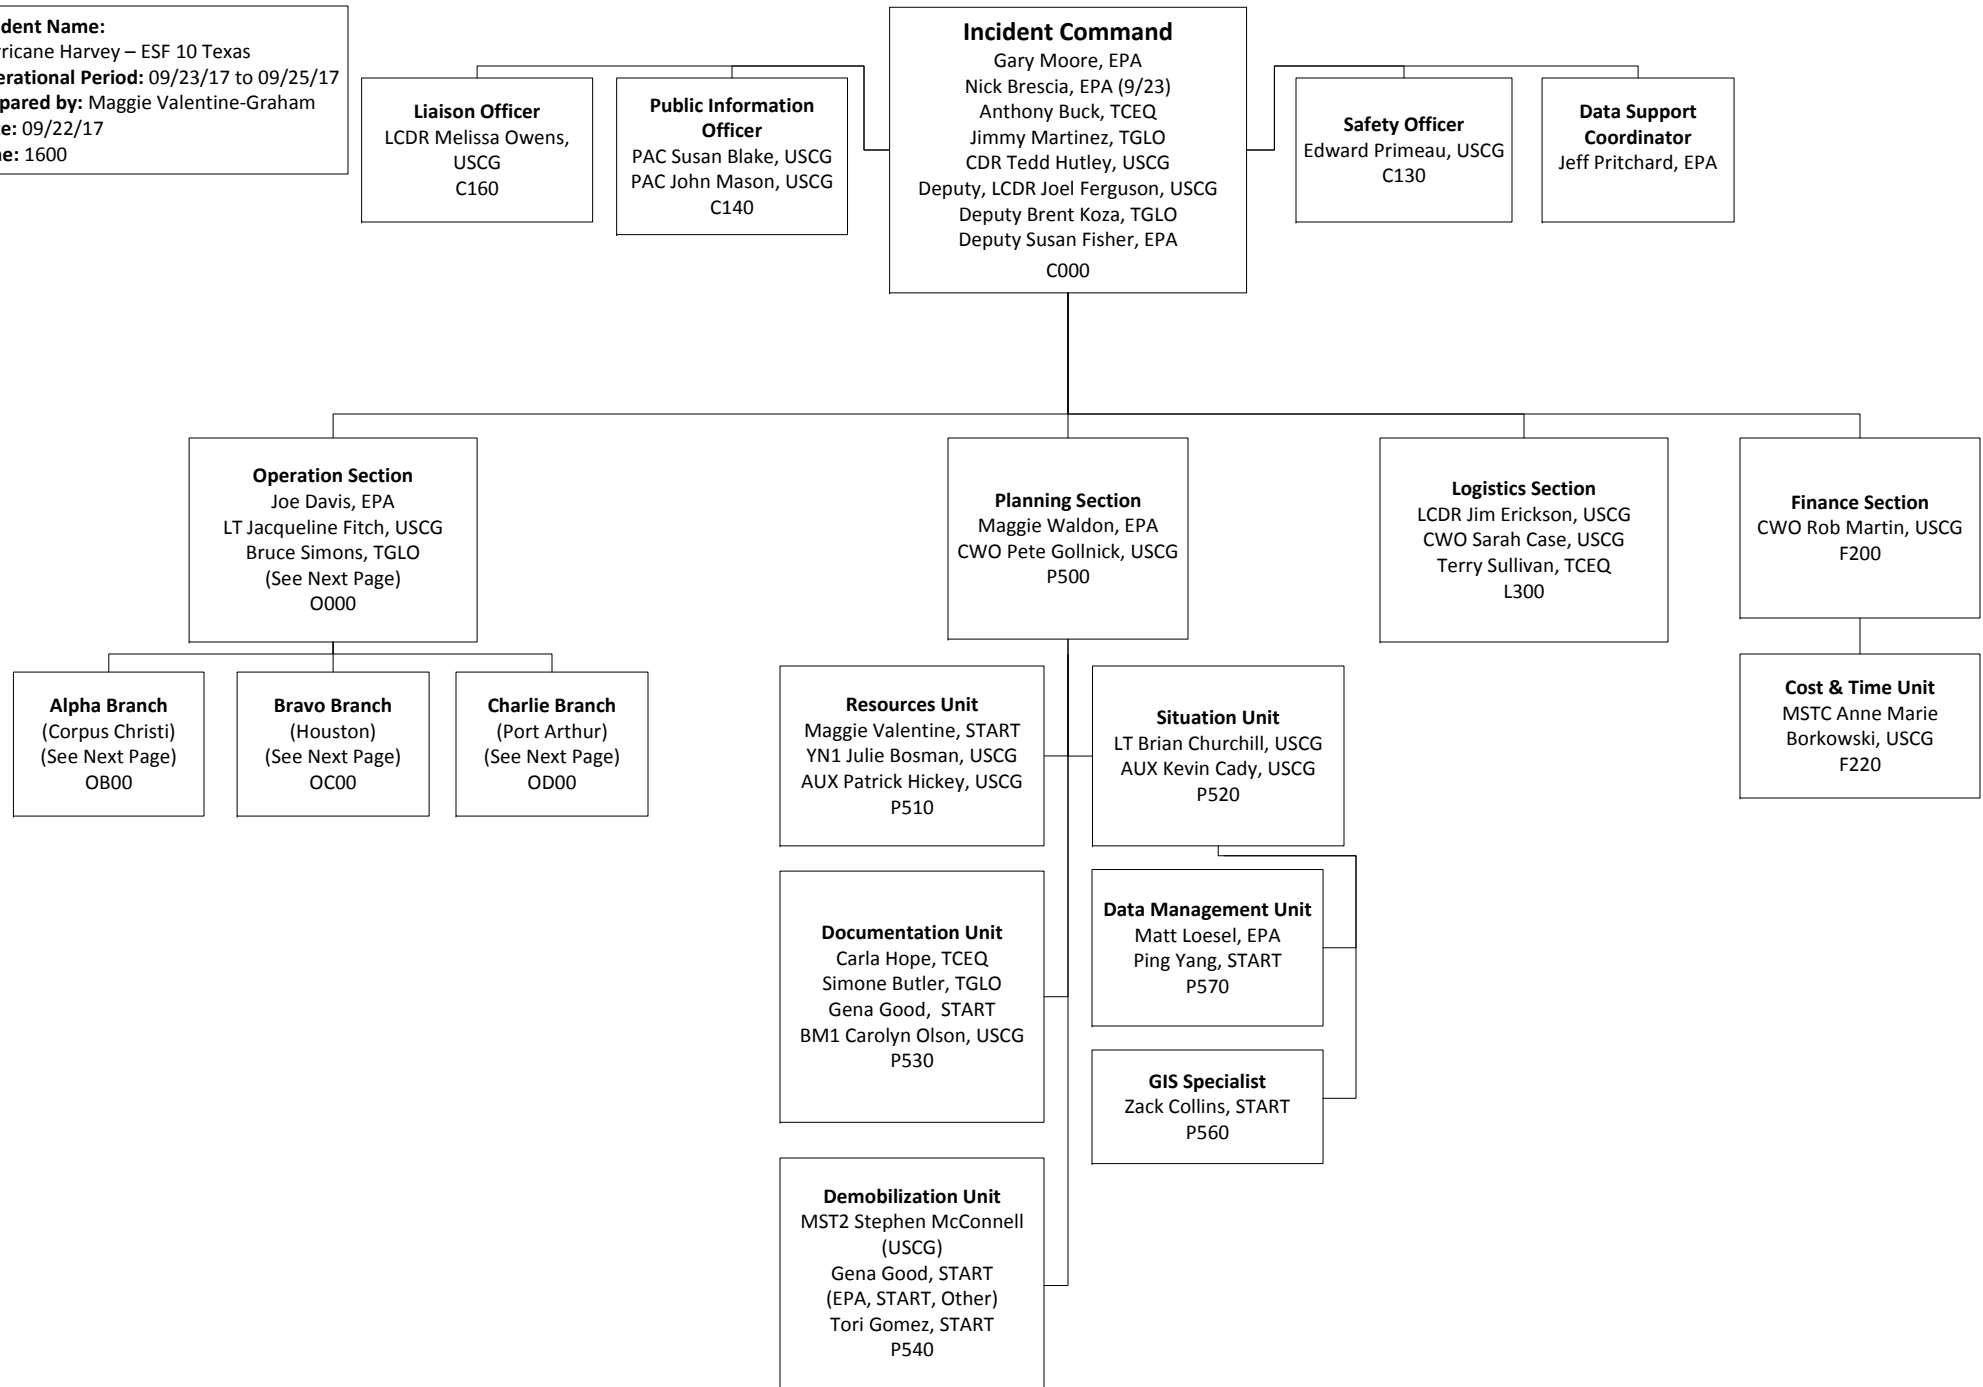 ident Name:
rricane Harvey – ESF 10 Texas
erational Period: 09/23/17 to 09/25/17
pared by: Maggie Valentine-Graham
te: 09/22/17
ne: 1600
Liaison Officer
LCDR Melissa Owens,
USCG
C160
Public Information
Officer
PAC Susan Blake, USCG
PAC John Mason, USCG
C140
Incident Command
Gary Moore, EPA
Nick Brescia, EPA (9/23)
Anthony Buck, TCEQ
Jimmy Martinez, TGLO
CDR Tedd Hutley, USCG
Deputy, LCDR Joel Ferguson, USCG
Deputy Brent Koza, TGLO
Deputy Susan Fisher, EPA
C000
Safety Officer
Edward Primeau, USCG
C130
Data Support
Coordinator
Jeff Pritchard, EPA
Operation Section
Joe Davis, EPA
LT Jacqueline Fitch, USCG
Bruce Simons, TGLO
(See Next Page)
O000
Planning Section
Maggie Waldon, EPA
CWO Pete Gollnick, USCG
P500
Logistics Section
LCDR Jim Erickson, USCG
CWO Sarah Case, USCG
Terry Sullivan, TCEQ
L300
Finance Section
CWO Rob Martin, USCG
F200
Alpha Branch
(Corpus Christi)
(See Next Page)
OB00
Bravo Branch
(Houston)
(See Next Page)
OC00
Charlie Branch
(Port Arthur)
(See Next Page)
OD00
Resources Unit
Maggie Valentine, START
YN1 Julie Bosman, USCG
AUX Patrick Hickey, USCG
P510
Situation Unit
LT Brian Churchill, USCG
AUX Kevin Cady, USCG
P520
Cost & Time Unit
MSTC Anne Marie
Borkowski, USCG
F220
Documentation Unit
Carla Hope, TCEQ
Simone Butler, TGLO
Gena Good, START
BM1 Carolyn Olson, USCG
P530
Data Management Unit
Matt Loesel, EPA
Ping Yang, START
P570
GIS Specialist
Zack Collins, START
P560
Demobilization Unit
MST2 Stephen McConnell
(USCG)
Gena Good, START
(EPA, START, Other)
Tori Gomez, START
P540